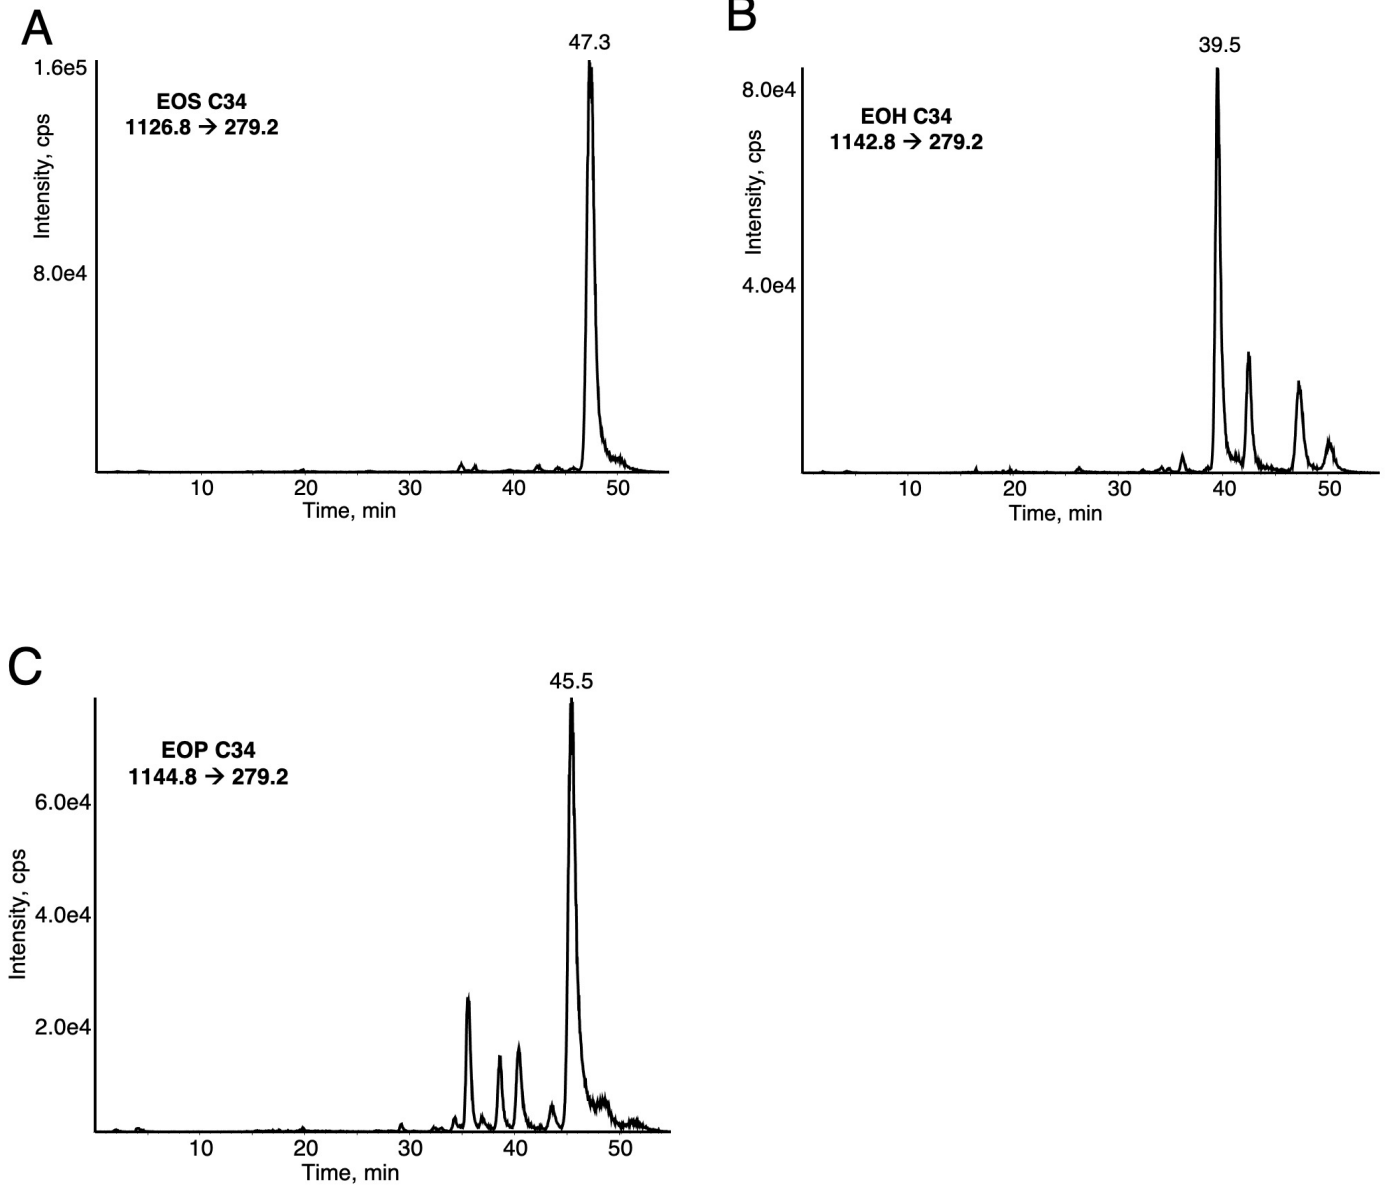 A
47.3
1.6e5
EOS C34
1126.8 → 279.2
Intensity, cps
8.0e4
10 20 30 40 50
Time, min
B
39.5
8.0e4
EOH C34
1142.8 → 279.2
Intensity, cps
4.0e4
10 20 30 40 50
Time, min
C
45.5
EOP C34
1144.8 → 279.2
6.0e4
Intensity, cps
4.0e4
2.0e4
10 20 30 40 50
Time, min